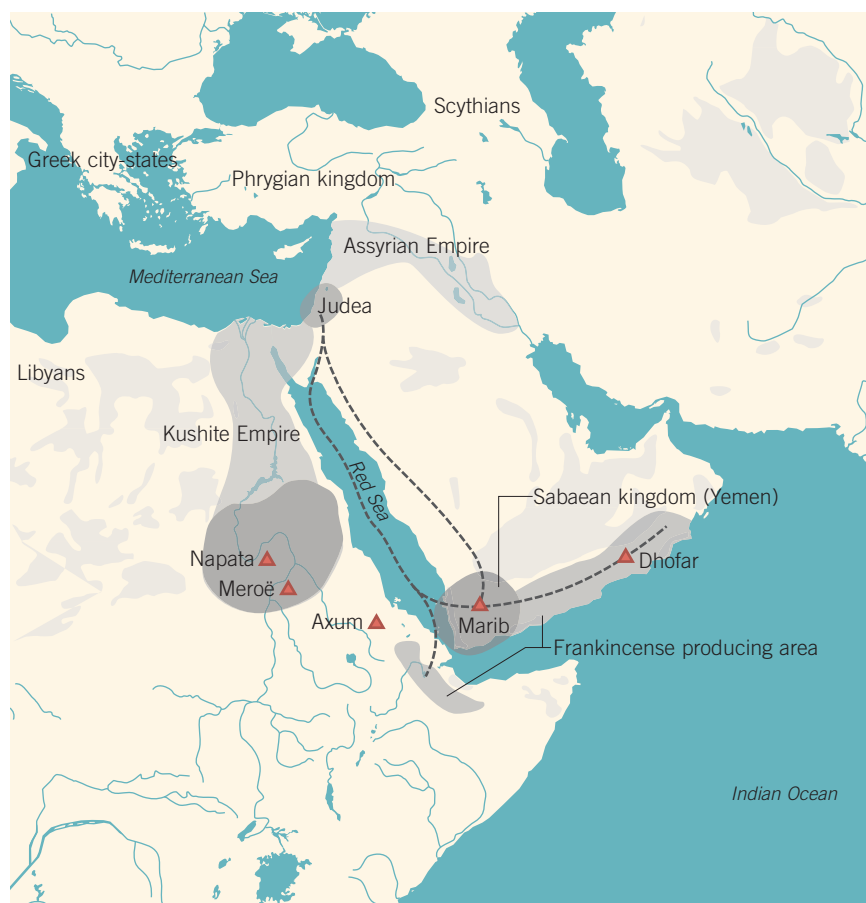 Scythians
Greek city-states
Phrygian kingdom
Assyrian Empire
Mediterranean Sea
Judea
Libyans
Kushite Empire
Red Sea
Sabaean kingdom (Yemen)
Napata
Dhofar
Meroë
Axum
Marib
Frankincense producing area
Indian Ocean